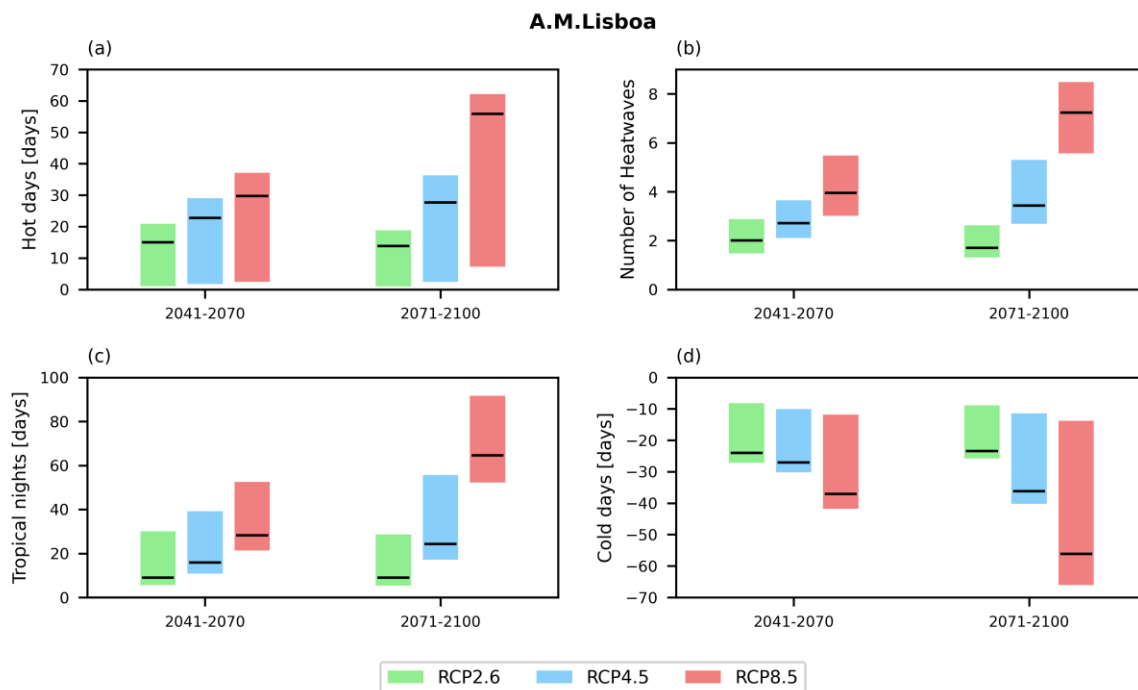 A.M.Lisboa
(a)
Hot days [days]
70
60
50
40
30
20
10
0
2041-2070
2071-2100
(b)
Number of Heatwaves
8
6
4
2
0
2041-2070
2071-2100
(c)
Tropical nights [days]
100
80
60
40
20
0
2041-2070
2071-2100
(d)
Cold days [days]
0
−10
−20
−30
−40
−50
−60
−70
2041-2070
2071-2100
RCP2.6
RCP4.5
RCP8.5